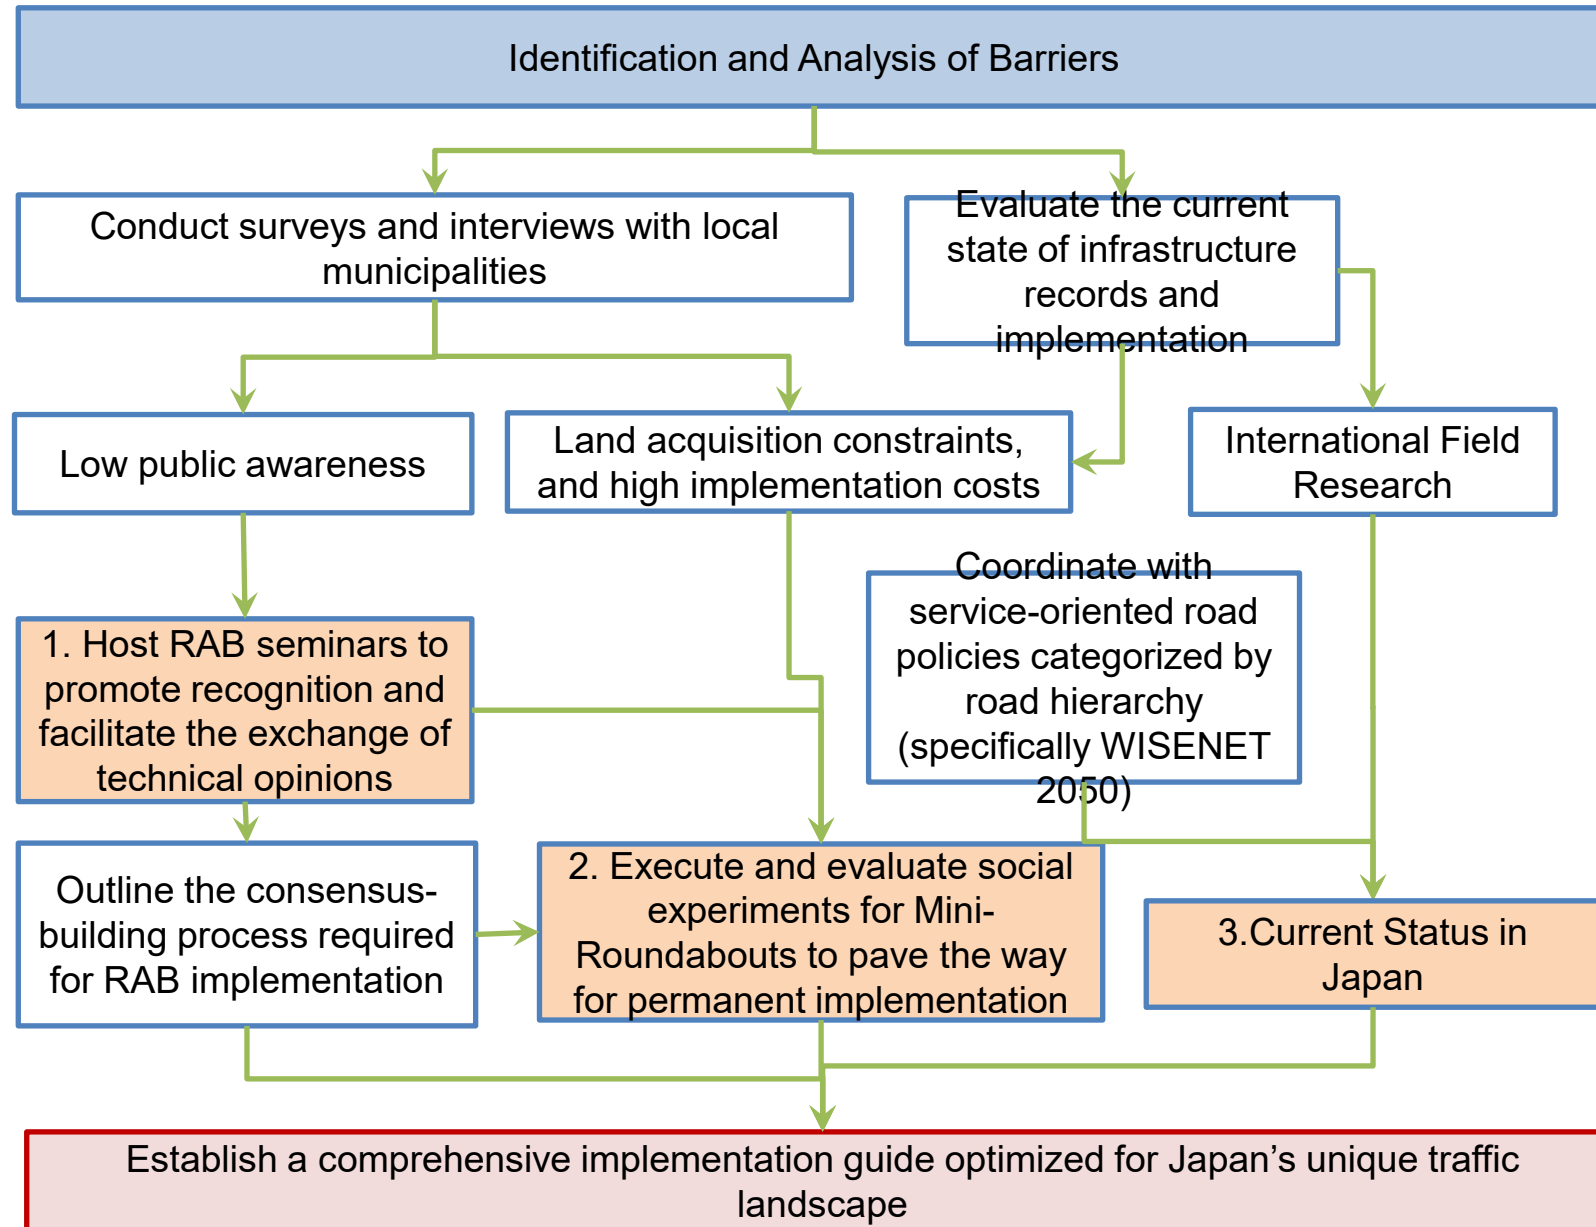 Identification and Analysis of Barriers
Conduct surveys and interviews with local
municipalities
Evaluate the current
state of infrastructure
records and
implementation
Low public awareness
Land acquisition constraints,
and high implementation costs
International Field
Research
Coordinate with
service-oriented road
policies categorized by
road hierarchy
(specifically WISENET
2050)
1. Host RAB seminars to
promote recognition and
facilitate the exchange of
technical opinions
Outline the consensus-
building process required
for RAB implementation
2. Execute and evaluate social
experiments for Mini-
Roundabouts to pave the way
for permanent implementation
3.Current Status in
Japan
Establish a comprehensive implementation guide optimized for Japan’s unique traffic
landscape